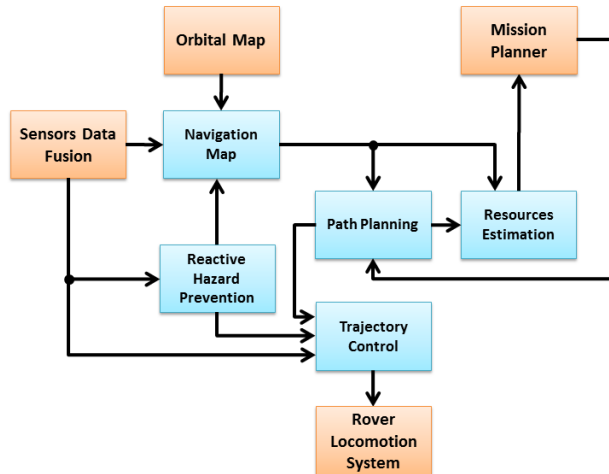 Orbital Map
Mission
Planner
Sensors Data
Fusion
Navigation
Map
Path Planning
Resources
Estimation
Reactive
Hazard
Prevention
Trajectory
Control
Rover
Locomotion
System